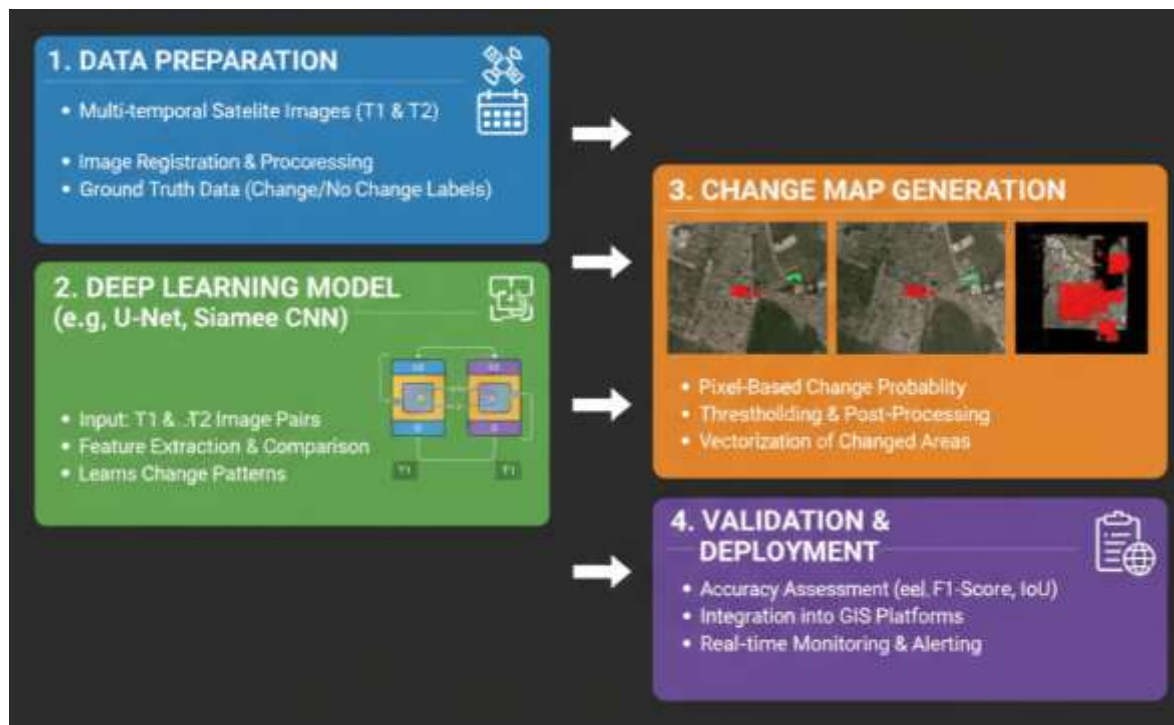 1. DATA PREPARATION
• Multi-temporal Satelite Images (T1 & T2)
• Image Registration & Procoressing
• Ground Truth Data (Change/No Change Labels)
2. DEEP LEARNING MODEL
(e.g, U-Net, Siamee CNN)
• Input: T1 & .T2 Image Pairs
• Feature Extraction & Comparison
• Learns Change Patterns
T1
T1
3. CHANGE MAP GENERATION
• Pixel-Based Change Probablity
• Threstholiding & Post-Processing
• Vectorization of Changed Areas
4. VALIDATION &
DEPLOYMENT
• Accuracy Assessment (eel, F1-Score, IoU)
• Integration into GIS Platforms
• Real-time Monitoring & Alerting